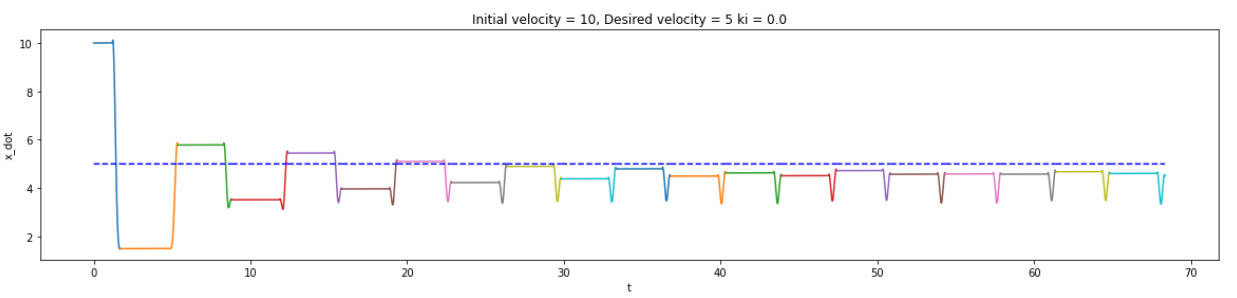 Initial velocity = 10, Desired velocity = 5 ki = 0.0
10
8
6
4
2
x_dot
0 10 20 30 40 50 60 70
t